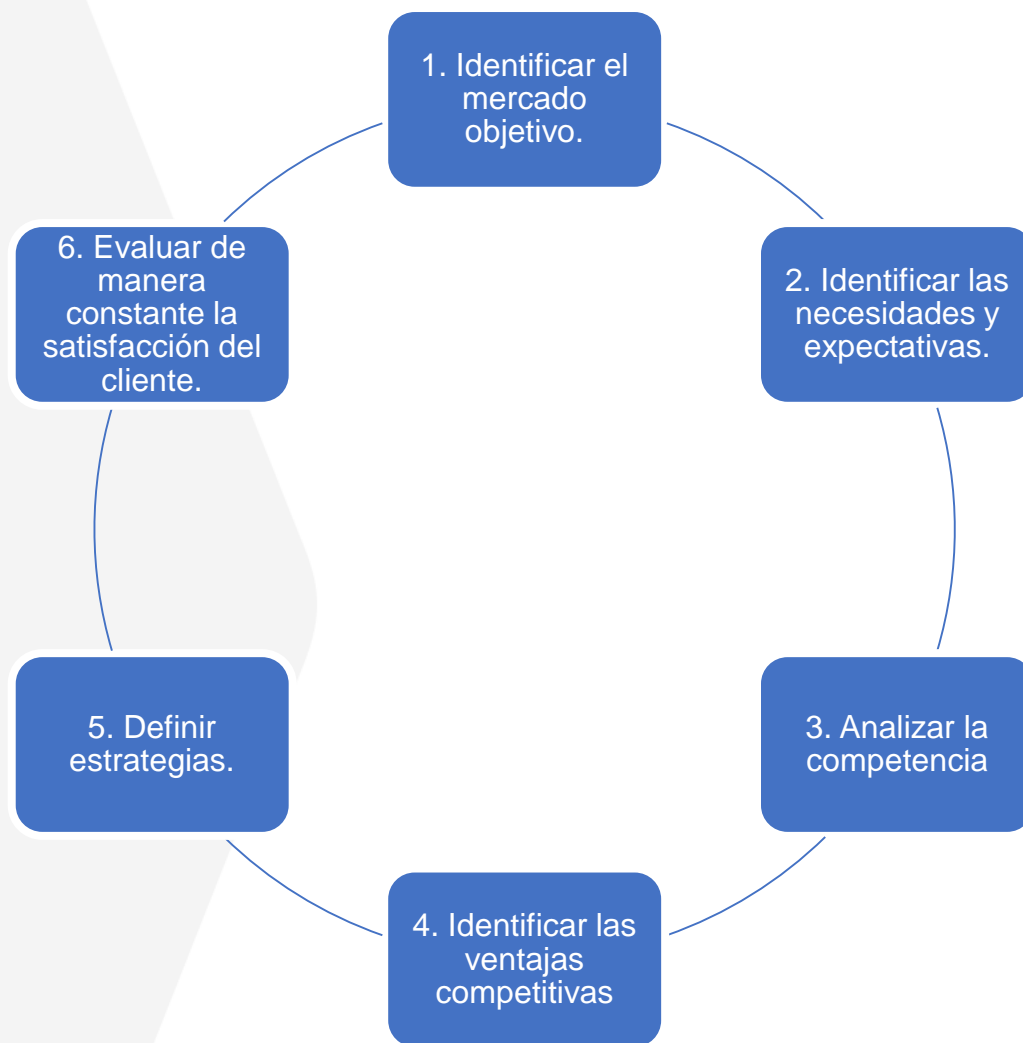 1. Identificar el
mercado
objetivo.
2. Identificar las
necesidades y
expectativas.
3. Analizar la
competencia
4. Identificar las
ventajas
competitivas
5. Definir
estrategias.
6. Evaluar de
manera
constante la
satisfacción del
cliente.